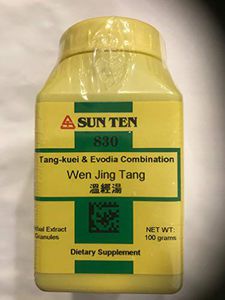 SUN TEN
830
Tang-kuei & Evodia Combination
Wen Jing Tang
溫經湯
Extract
Granules
NET WT:
100 grams
Dietary Supplement